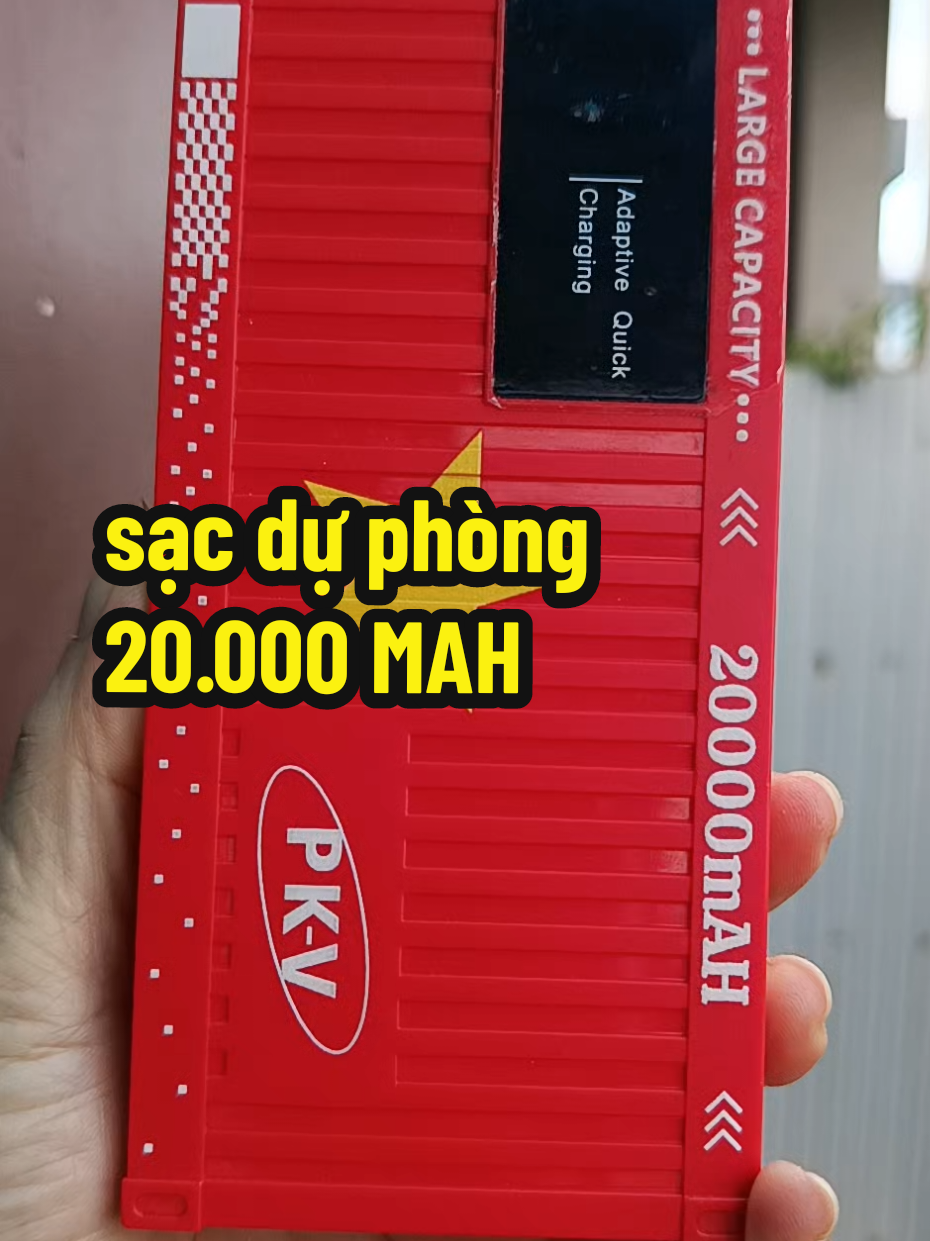 ••• LARGE CAPACITY •••
Adaptive Quick
Charging
sạc dự phòng
20.000 MAH
20000mAH
PK-V